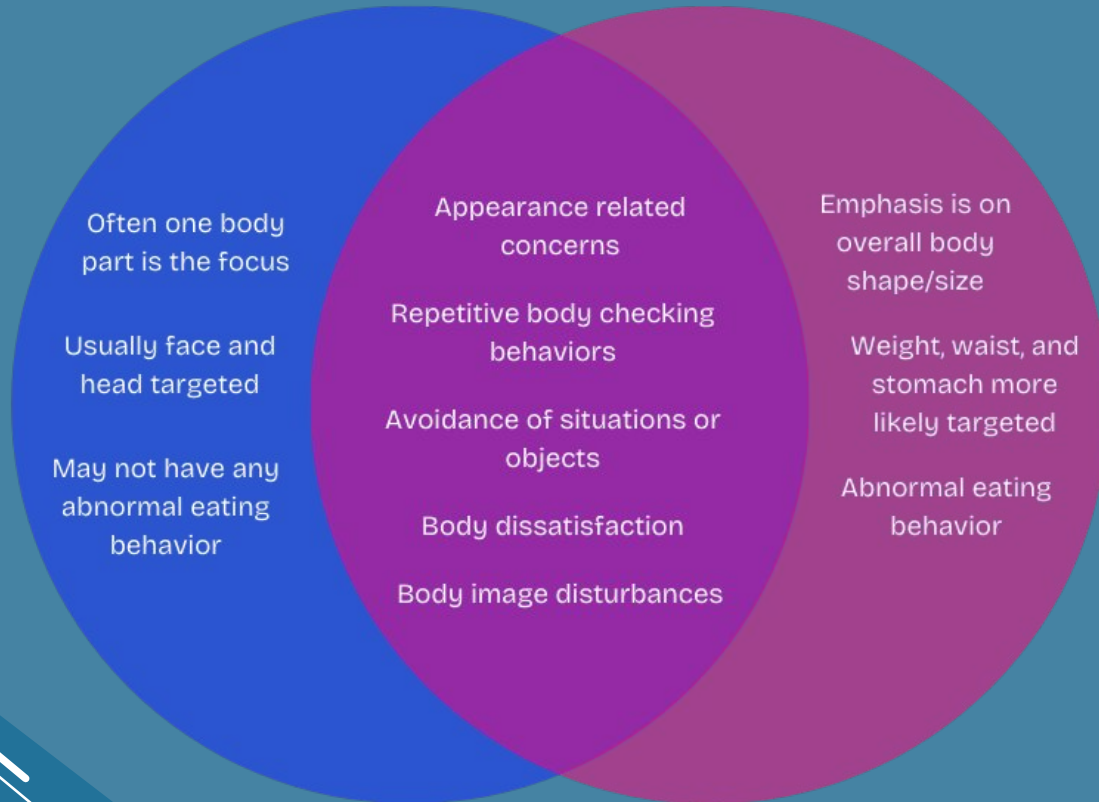 Often one body
part is the focus
Usually face and
head targeted
May not have any
abnormal eating
behavior
Appearance related
concerns
Repetitive body checking
behaviors
Avoidance of situations or
objects
Body dissatisfaction
Body image disturbances
Emphasis is on
overall body
shape/size
Weight, waist, and
stomach more
likely targeted
Abnormal eating
behavior